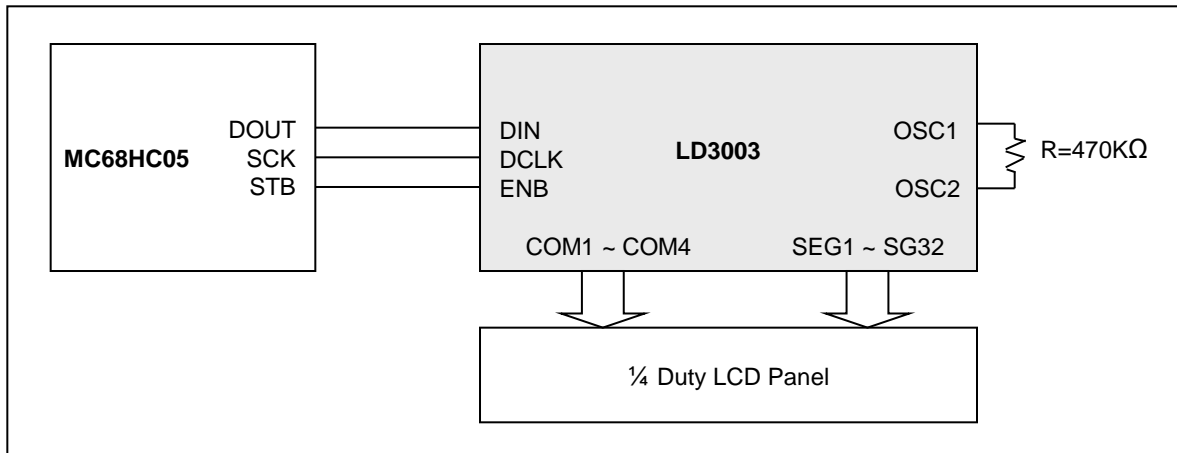 MC68HC05
DOUT
SCK
STB
DIN
DCLK
ENB
LD3003
OSC1
OSC2
R=470KΩ
COM1 ~ COM4
SEG1 ~ SG32
¼ Duty LCD Panel